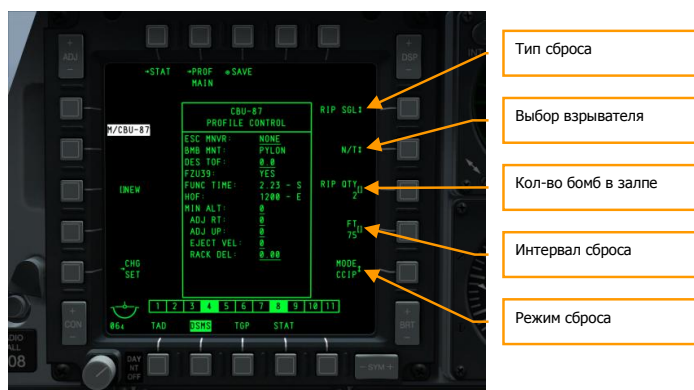 ADJ
DSP
INT
→STAT →PROF ●SAVE
MAIN
Тип сброса
CBU-87
PROFILE CONTROL
RIP SGL↕
M/CBU-87
Выбор взрывателя
ESC MNVR: NONE
BMB MNT: PYLON
DES TOF: 0.0
N/T↕
FZU39: YES
FUNC TIME: 2.23 - S
HOF: 1200 - E
[]NEW
RIP QTY[]
2
Кол-во бомб в залпе
MIN ALT: 0
ADJ RT: 0
ADJ UP: 0
EJECT VEL: 0
RACK DEL: 0.00
FT[]
75
Интервал сброса
→CHG
SET
MODE↕
CCIP
Режим сброса
1 2 3 4 5 6 7 8 9 10 11
CON
BRT
TAD DSMS TGP STAT
ALL
08
DAY
NT
OFF
- SYM +